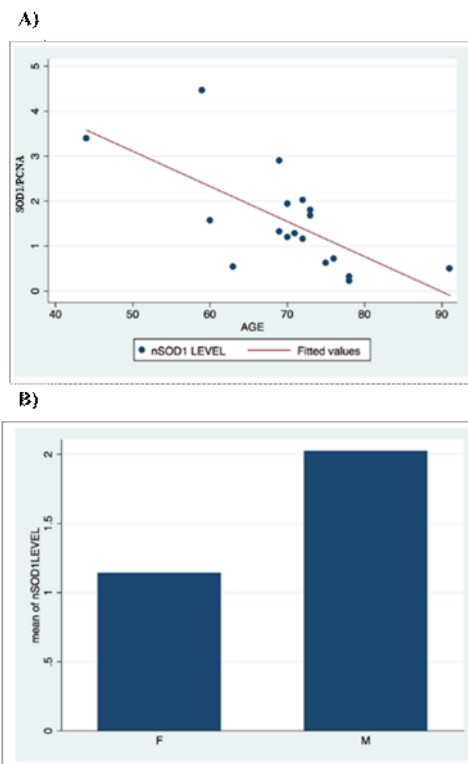 A)
5
4
3
2
1
0
SOD1/PCNA
40 50 60 70 80 90
AGE
nSOD1 LEVEL Fitted values
B)
2
1.5
1
.5
0
mean of nSOD1LEVEL
F M